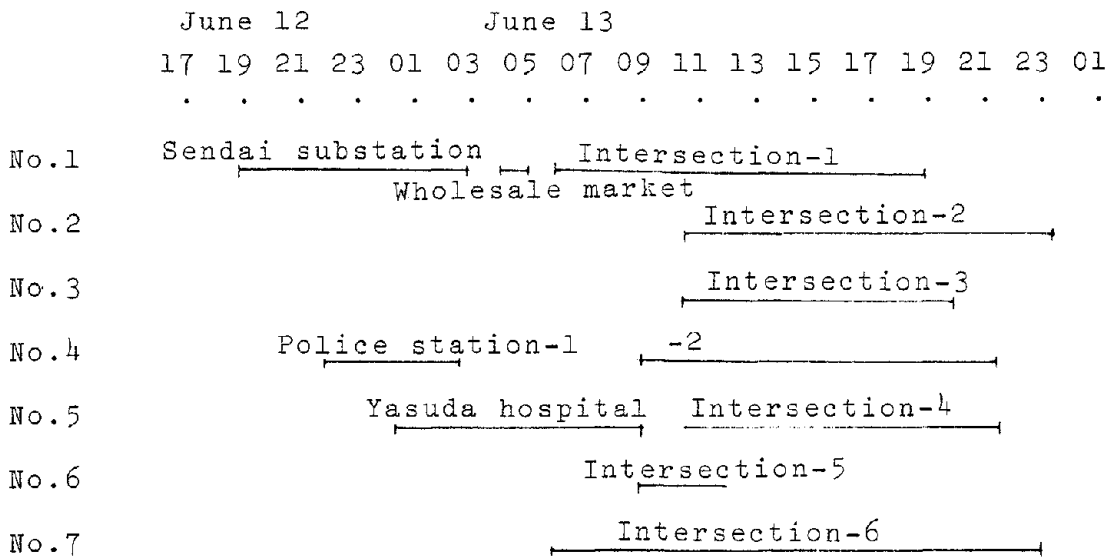 June 12 June 13
17 19 21 23 01 03 05 07 09 11 13 15 17 19 21 23 01
No.1 Sendai substation Intersection-1
Wholesale market
No.2 Intersection-2
No.3 Intersection-3
No.4 Police station-1 -2
No.5 Yasuda hospital Intersection-4
No.6 Intersection-5
No.7 Intersection-6